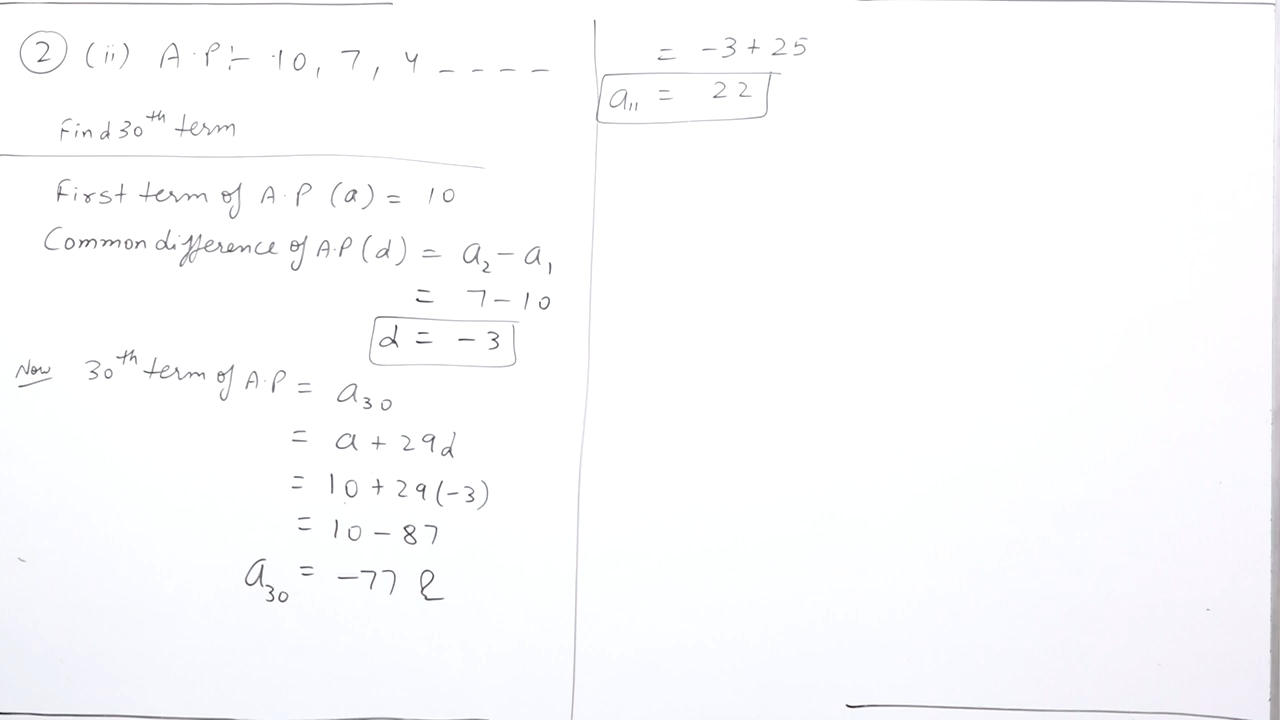 ② (ii) A.P:- 10, 7, 4 - - - -
Find 30th term
First term of A.P (a) = 10
Common difference of A.P (d) = a₂ - a₁
= 7 - 10
d = - 3
Now 30th term of A.P = a₃₀
= a + 29d
= 10 + 29(-3)
= 10 - 87
a₃₀ = -77
= -3 + 25
a₁₁ = 22